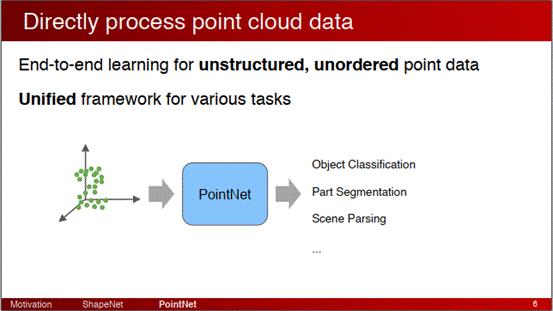 Directly process point cloud data
End-to-end learning for unstructured, unordered point data
Unified framework for various tasks
PointNet
Object Classification
Part Segmentation
Scene Parsing
...
Motivation ShapeNet PointNet 6